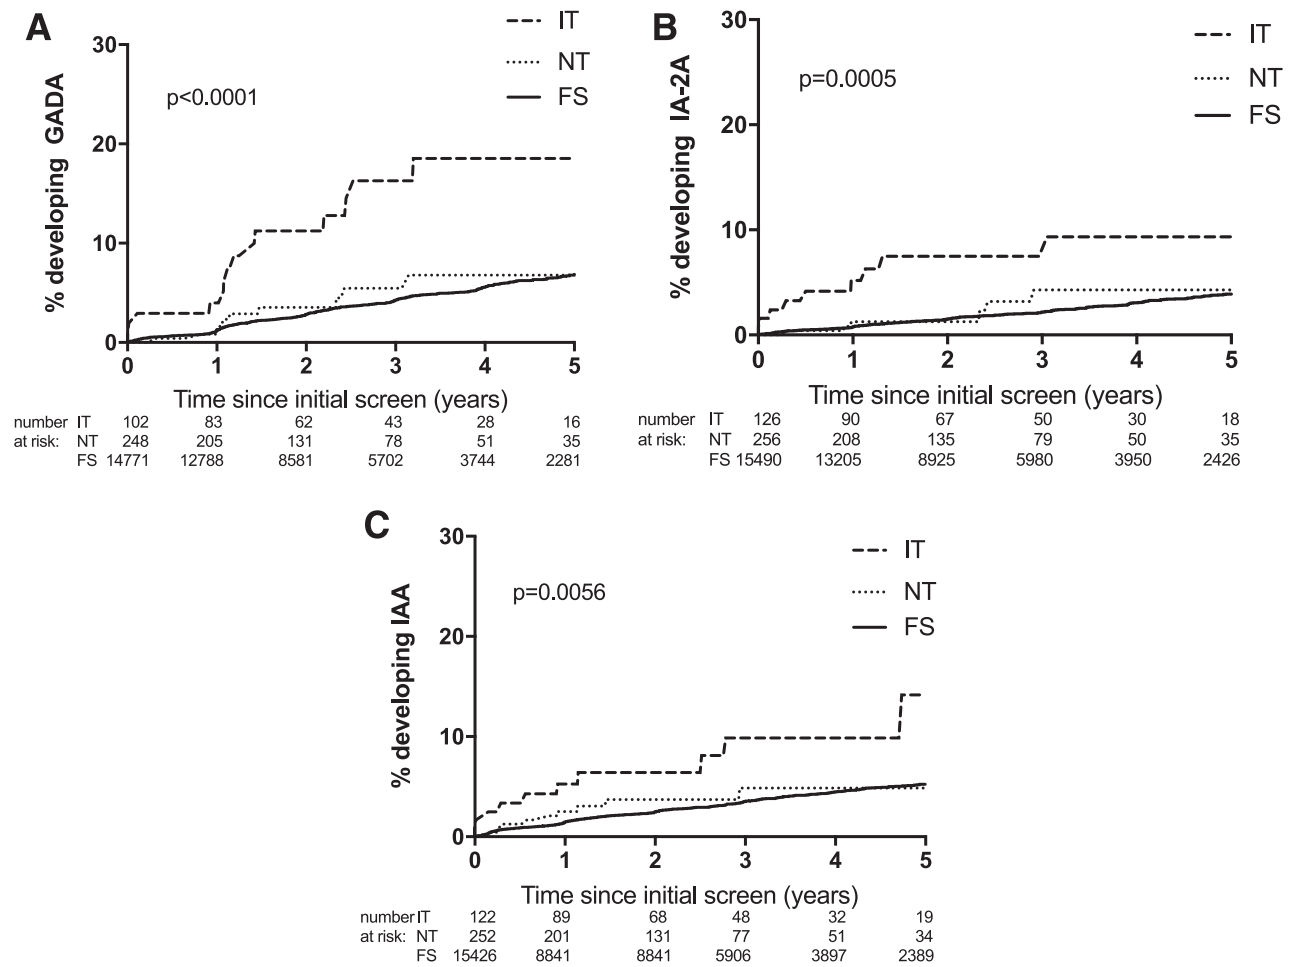 A
% developing GADA
30
20
10
0
p<0.0001
IT
NT
FS
0 1 2 3 4 5
Time since initial screen (years)
number IT 102 83 62 43 28 16
at risk: NT 248 205 131 78 51 35
FS 14771 12788 8581 5702 3744 2281
B
% developing IA-2A
30
20
10
0
p=0.0005
IT
NT
FS
0 1 2 3 4 5
Time since initial screen (years)
number IT 126 90 67 50 30 18
at risk: NT 256 208 135 79 50 35
FS 15490 13205 8925 5980 3950 2426
C
% developing IAA
30
20
10
0
p=0.0056
IT
NT
FS
0 1 2 3 4 5
Time since initial screen (years)
number IT 122 89 68 48 32 19
at risk: NT 252 201 131 77 51 34
FS 15426 8841 8841 5906 3897 2389